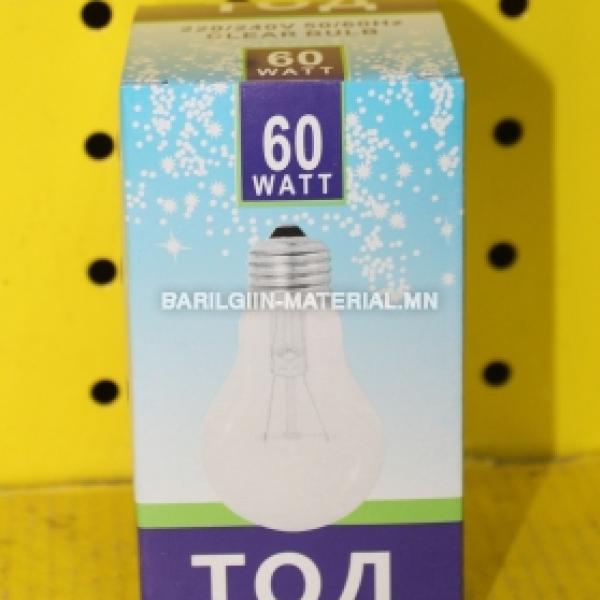 ТОД
220/240V 50/60Hz
CLEAR BULB
60
WATT
60
WATT
BARILGIIN-MATERIAL.MN
ТОД